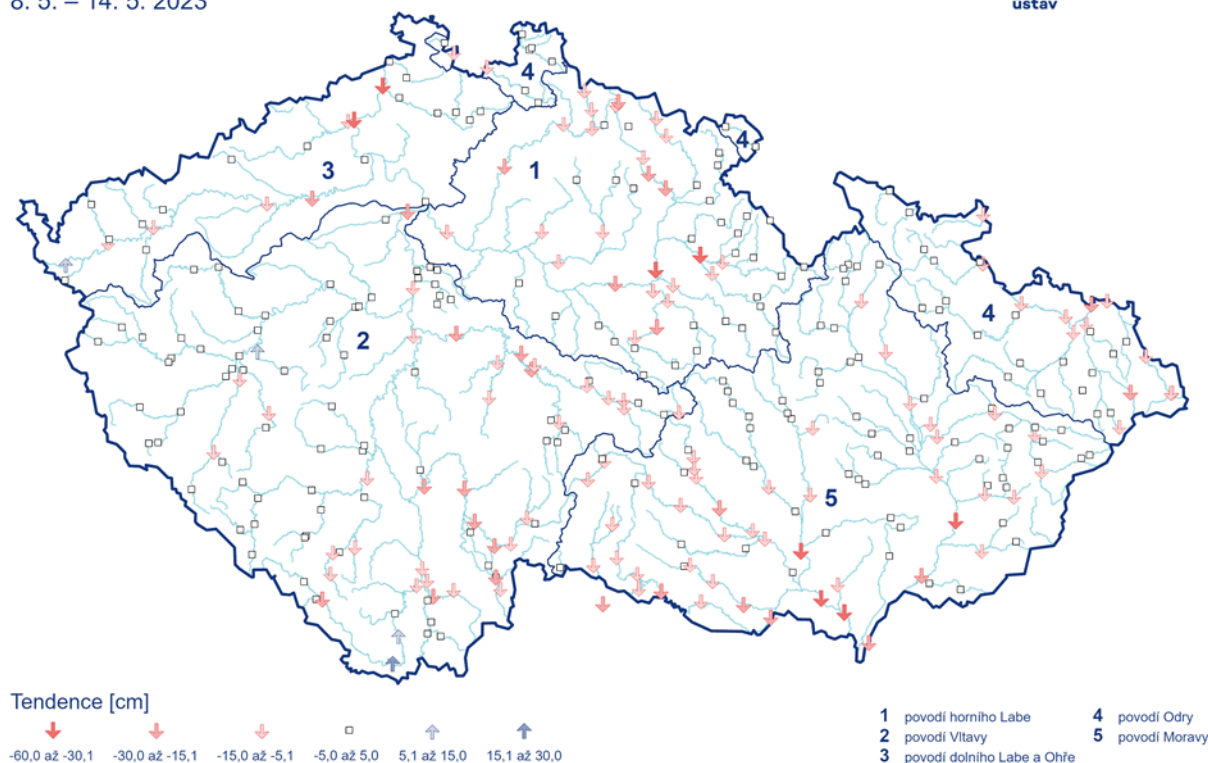 8. 5. – 14. 5. 2023
ústav
4
4
3
1
2
4
5
Tendence [cm]
-60,0 až -30,1
-30,0 až -15,1
-15,0 až -5,1
-5,0 až 5,0
5,1 až 15,0
15,1 až 30,0
1 povodí horního Labe
2 povodí Vltavy
3 povodí dolního Labe a Ohře
4 povodí Odry
5 povodí Moravy